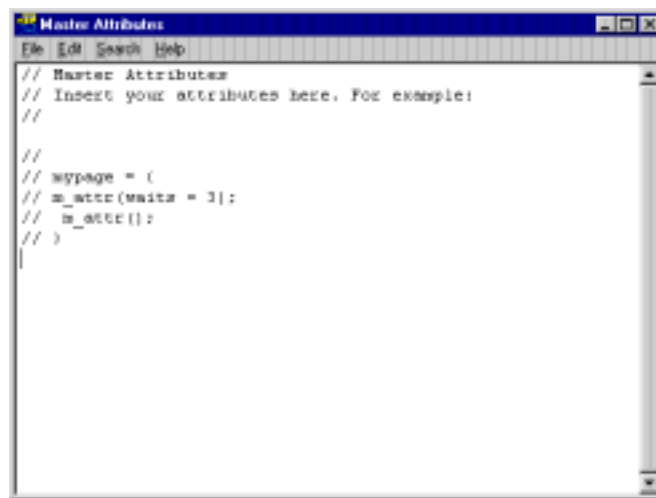 Master Attributes
File Edit Search Help
// Master Attributes
// Insert your attributes here. For example:
//
//
// mypage = (
// m_attr(waits = 3);
//  m_attr();
// )